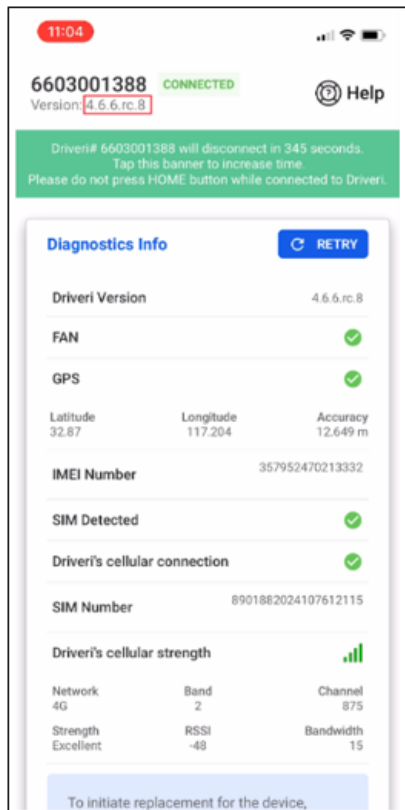 11:04
6603001388 CONNECTED
Version: 4.6.6.rc.8
Help
Driveri# 6603001388 will disconnect in 345 seconds.
Tap this banner to increase time.
Please do not press HOME button while connected to Driveri.
Diagnostics Info
RETRY
Driveri Version 4.6.6.rc.8
FAN
GPS
Latitude Longitude Accuracy
32.87 117.204 12.649 m
IMEI Number 357952470213332
SIM Detected
Driveri's cellular connection
SIM Number 8901882024107612115
Driveri's cellular strength
Network Band Channel
4G 2 875
Strength RSSI Bandwidth
Excellent -48 15
To initiate replacement for the device,